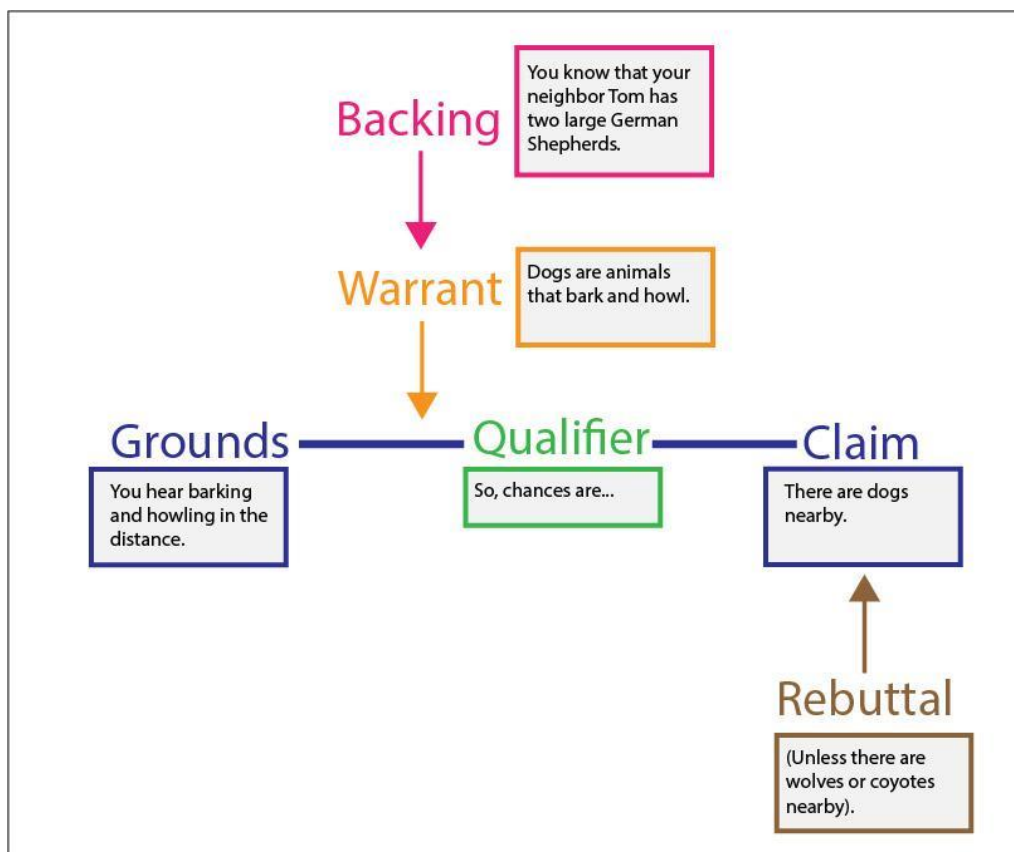 Backing
You know that your
neighbor Tom has
two large German
Shepherds.
Warrant
Dogs are animals
that bark and howl.
Grounds
You hear barking
and howling in the
distance.
Qualifier
So, chances are...
Claim
There are dogs
nearby.
Rebuttal
(Unless there are
wolves or coyotes
nearby).